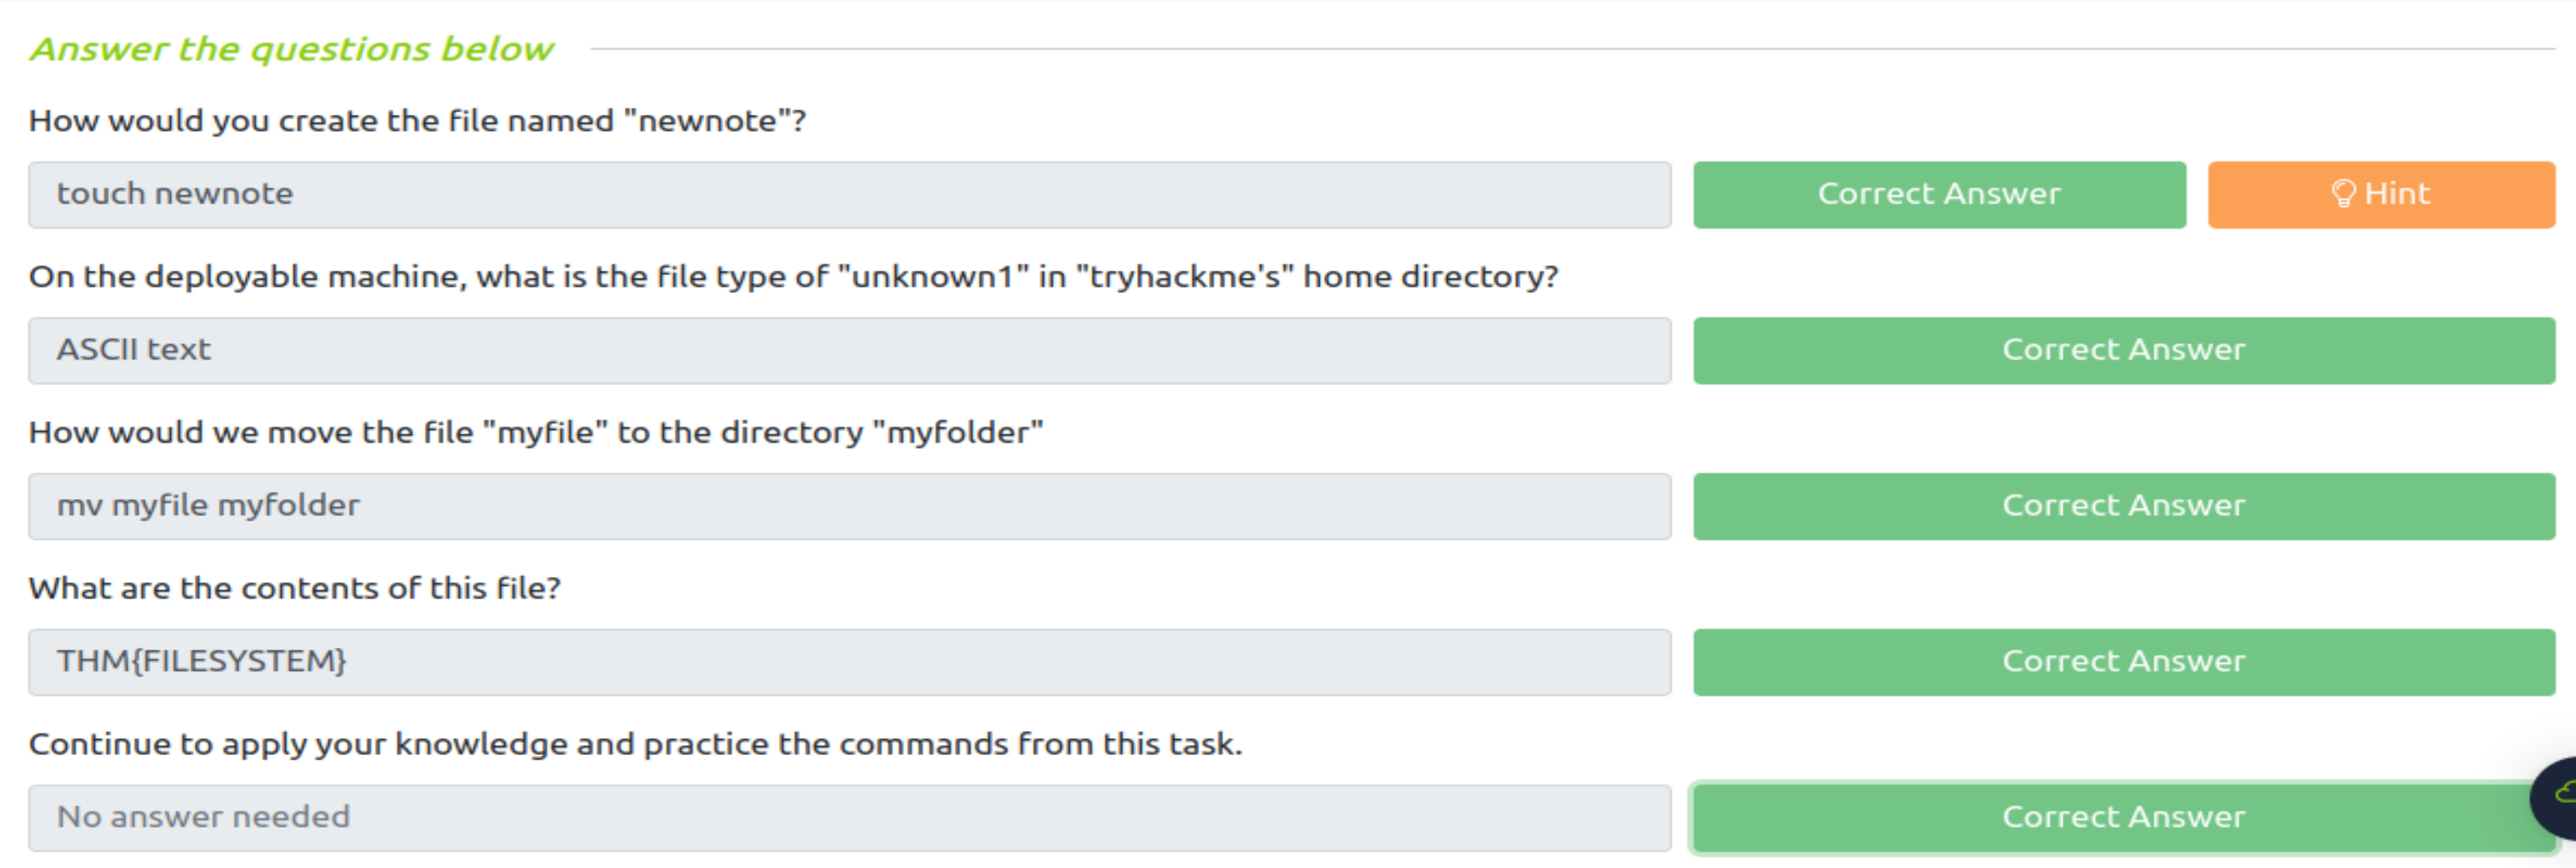 Answer the questions below
How would you create the file named "newnote"?
touch newnote
Correct Answer
Hint
On the deployable machine, what is the file type of "unknown1" in "tryhackme's" home directory?
ASCII text
Correct Answer
How would we move the file "myfile" to the directory "myfolder"
mv myfile myfolder
Correct Answer
What are the contents of this file?
THM{FILESYSTEM}
Correct Answer
Continue to apply your knowledge and practice the commands from this task.
No answer needed
Correct Answer